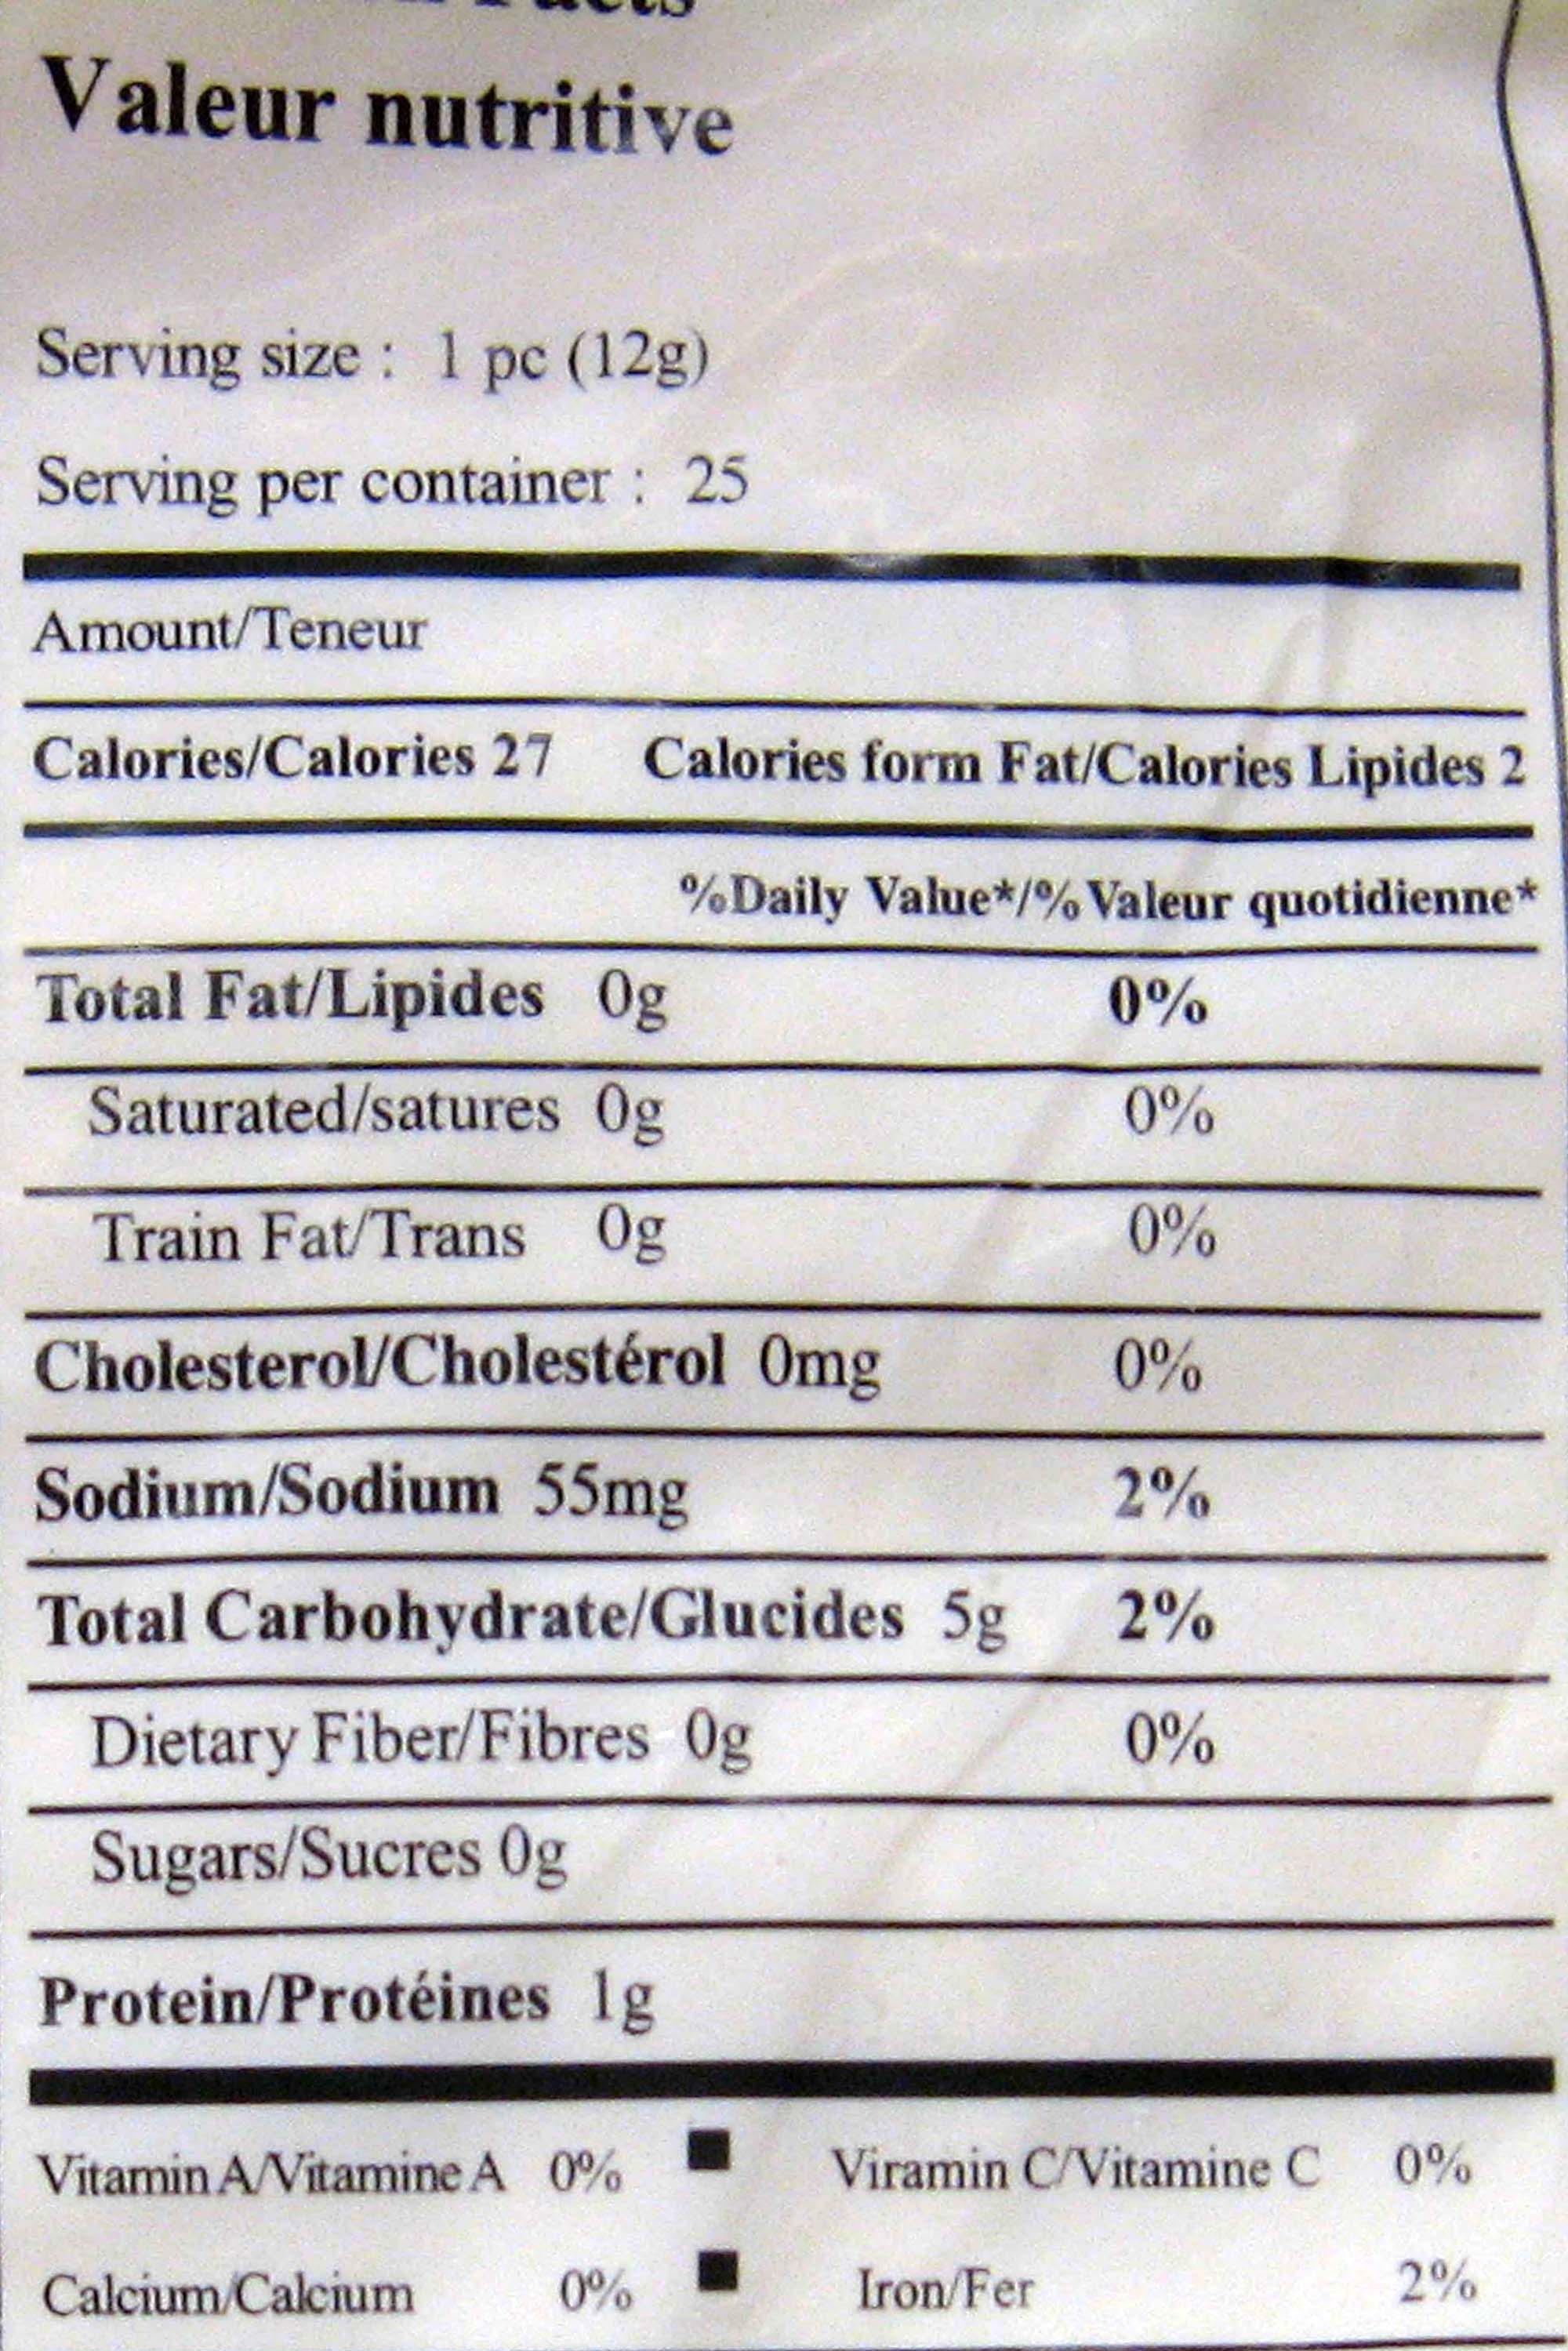 Facts
Valeur nutritive
Serving size : 1 pc (12g)
Serving per container : 25
Amount/Teneur
Calories/Calories 27 Calories form Fat/Calories Lipides 2
%Daily Value*/%Valeur quotidienne*
Total Fat/Lipides 0g 0%
Saturated/satures 0g 0%
Train Fat/Trans 0g 0%
Cholesterol/Cholestérol 0mg 0%
Sodium/Sodium 55mg 2%
Total Carbohydrate/Glucides 5g 2%
Dietary Fiber/Fibres 0g 0%
Sugars/Sucres 0g
Protein/Protéines 1g
Vitamin A/Vitamine A 0% ■ Viramin C/Vitamine C 0%
Calcium/Calcium 0% ■ Iron/Fer 2%